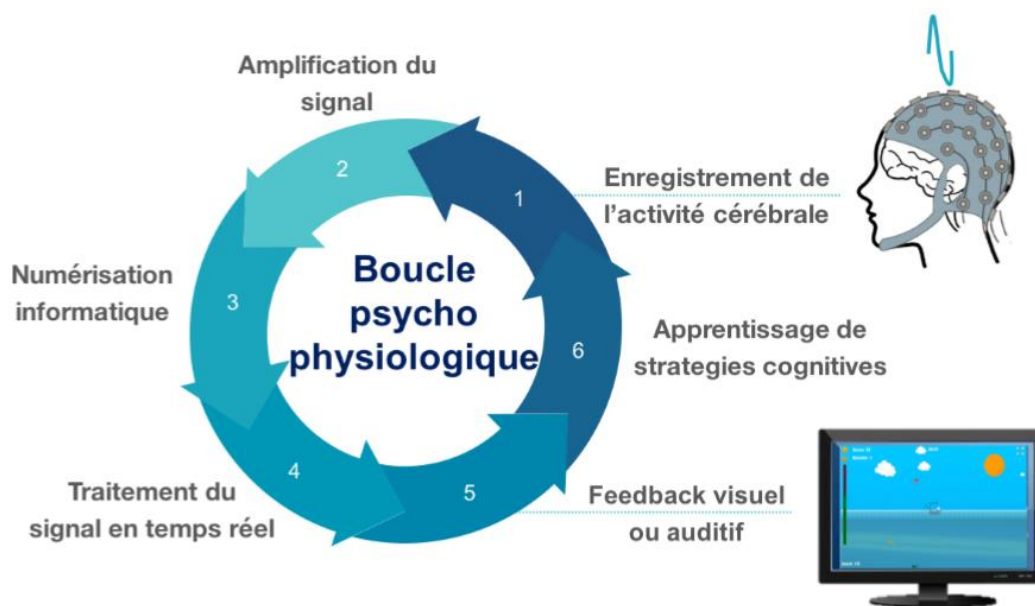 Amplification du
signal
1
2
Enregistrement de
l'activité cérébrale
Numérisation
informatique
3
Boucle
psycho
physiologique
6
Apprentissage de
strategies cognitives
4
5
Traitement du
signal en temps réel
Feedback visuel
ou auditif